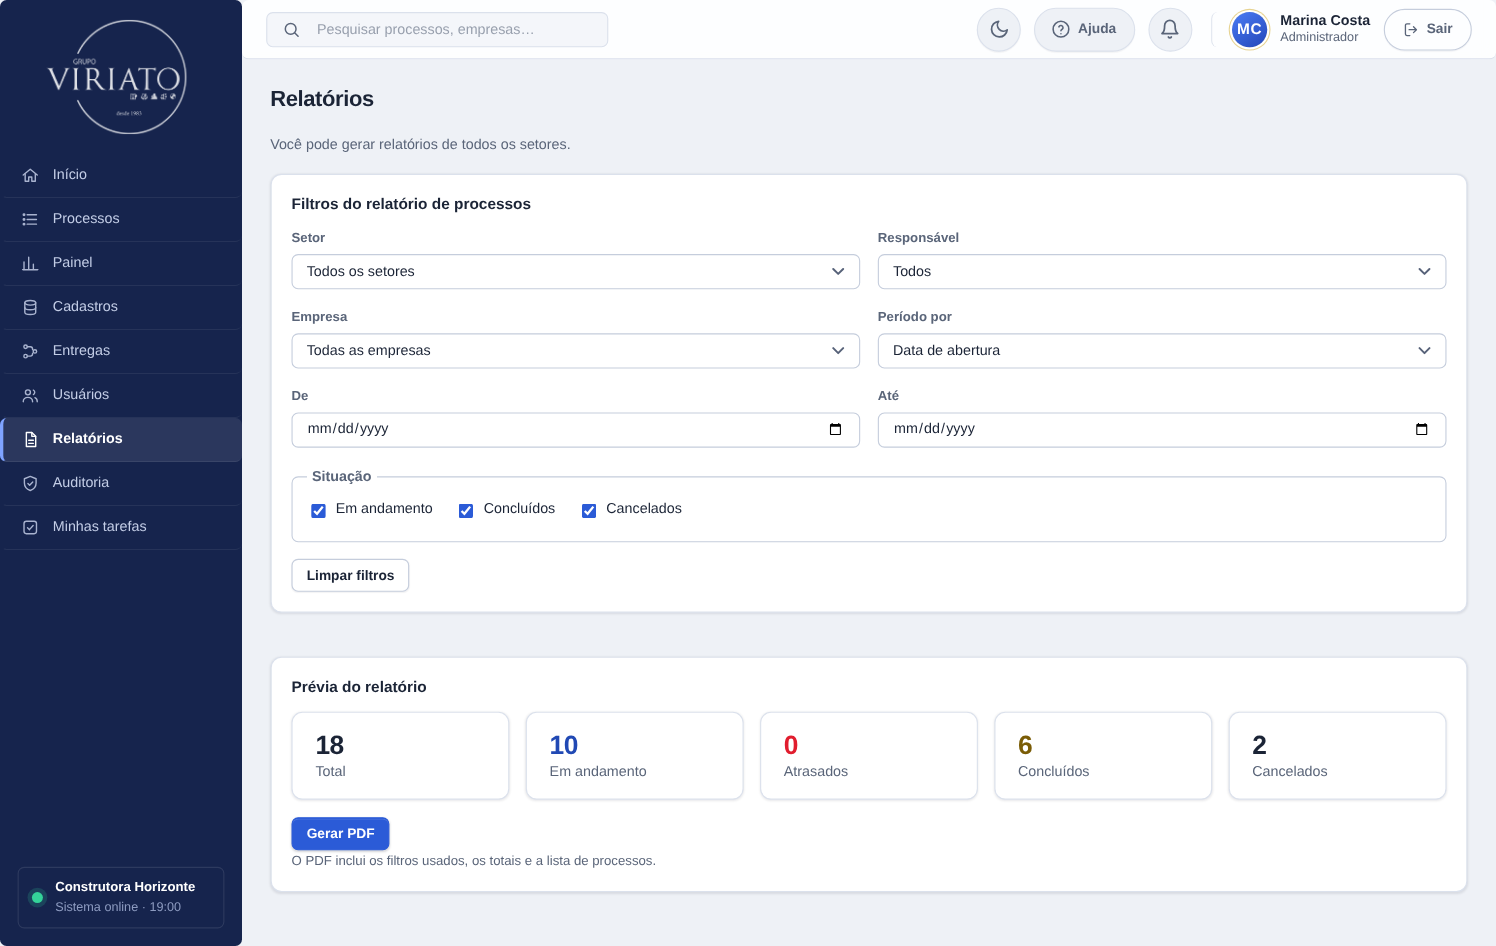 GRUPO
VIRIATO
desde 1983
Início
Processos
Painel
Cadastros
Entregas
Usuários
Relatórios
Auditoria
Minhas tarefas
Construtora Horizonte
Sistema online · 19:00
Pesquisar processos, empresas…
Ajuda
MC
Marina Costa
Administrador
Sair
Relatórios
Você pode gerar relatórios de todos os setores.
Filtros do relatório de processos
Setor
Responsável
Todos os setores
Todos
Empresa
Período por
Todas as empresas
Data de abertura
De
Até
mm/dd/yyyy
mm/dd/yyyy
Situação
Em andamento
Concluídos
Cancelados
Limpar filtros
Prévia do relatório
18
Total
10
Em andamento
0
Atrasados
6
Concluídos
2
Cancelados
Gerar PDF
O PDF inclui os filtros usados, os totais e a lista de processos.